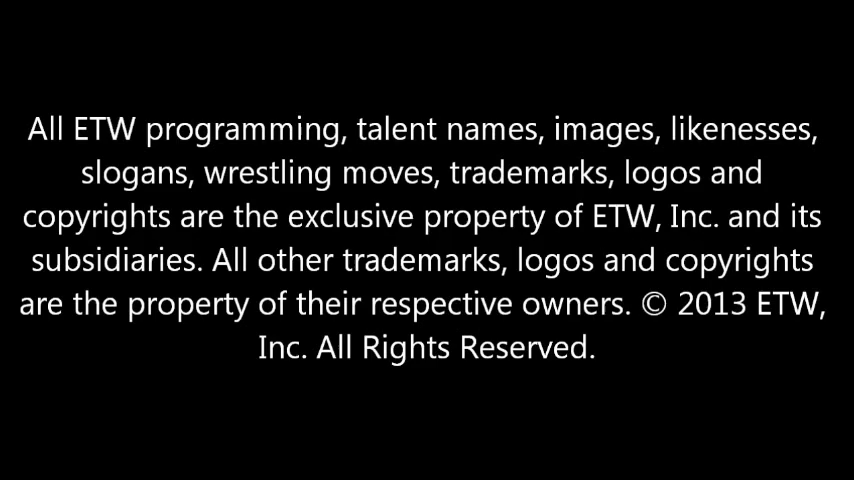 All ETW programming, talent names, images, likenesses,
slogans, wrestling moves, trademarks, logos and
copyrights are the exclusive property of ETW, Inc. and its
subsidiaries. All other trademarks, logos and copyrights
are the property of their respective owners. © 2013 ETW,
Inc. All Rights Reserved.